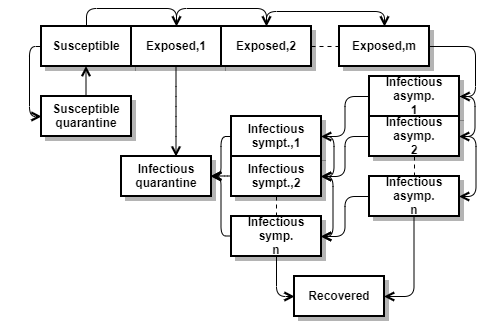 Susceptible
Exposed,1
Exposed,2
Exposed,m
Susceptible
quarantine
Infectious
asymp.
1
Infectious
asymp.
2
Infectious
sympt.,1
Infectious
sympt.,2
Infectious
quarantine
Infectious
asymp.
n
Infectious
symp.
n
Recovered